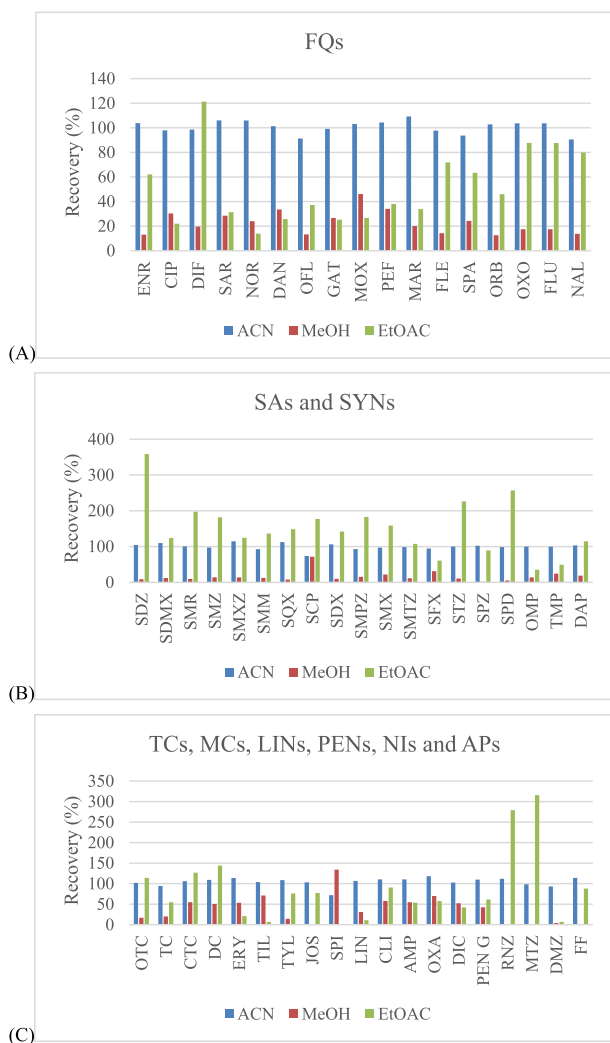 FQs
140
120
100
80
60
40
20
0
Recovery (%)
ENR
CIP
DIF
SAR
NOR
DAN
OFL
GAT
MOX
PEF
MAR
FLE
SPA
ORB
OXO
FLU
NAL
ACN MeOH EtOAC
(A)
SAs and SYNs
400
300
200
100
0
Recovery (%)
SDZ
SDMX
SMR
SMZ
SMXZ
SMM
SQX
SCP
SDX
SMPZ
SMX
SMTZ
SFX
STZ
SPZ
SPD
OMP
TMP
DAP
ACN MeOH EtOAC
(B)
TCs, MCs, LINs, PENs, NIs and APs
350
300
250
200
150
100
50
0
Recovery (%)
OTC
TC
CTC
DC
ERY
TIL
TYL
JOS
SPI
LIN
CLI
AMP
OXA
DIC
PEN G
RNZ
MTZ
DMZ
FF
ACN MeOH EtOAC
(C)